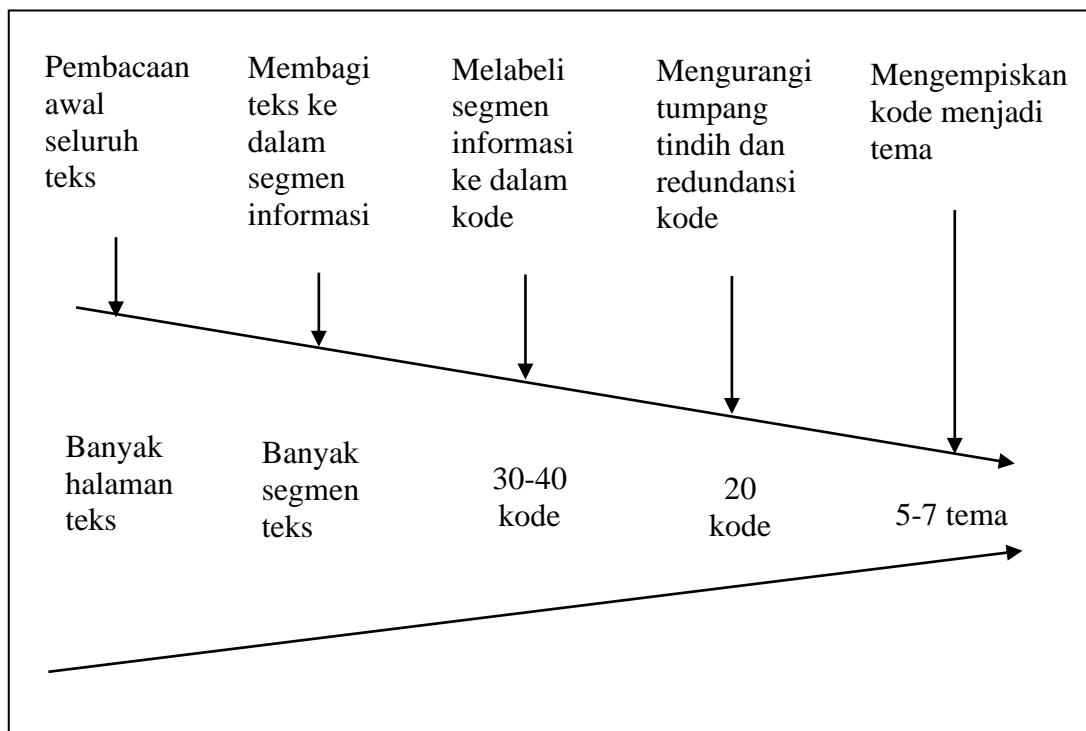 Pembacaan
awal
seluruh
teks
Membagi
teks ke
dalam
segmen
informasi
Melabeli
segmen
informasi
ke dalam
kode
Mengurangi
tumpang
tindih dan
redundansi
kode
Mengempiskan
kode menjadi
tema
Banyak
halaman
teks
Banyak
segmen
teks
30-40
kode
20
kode
5-7 tema